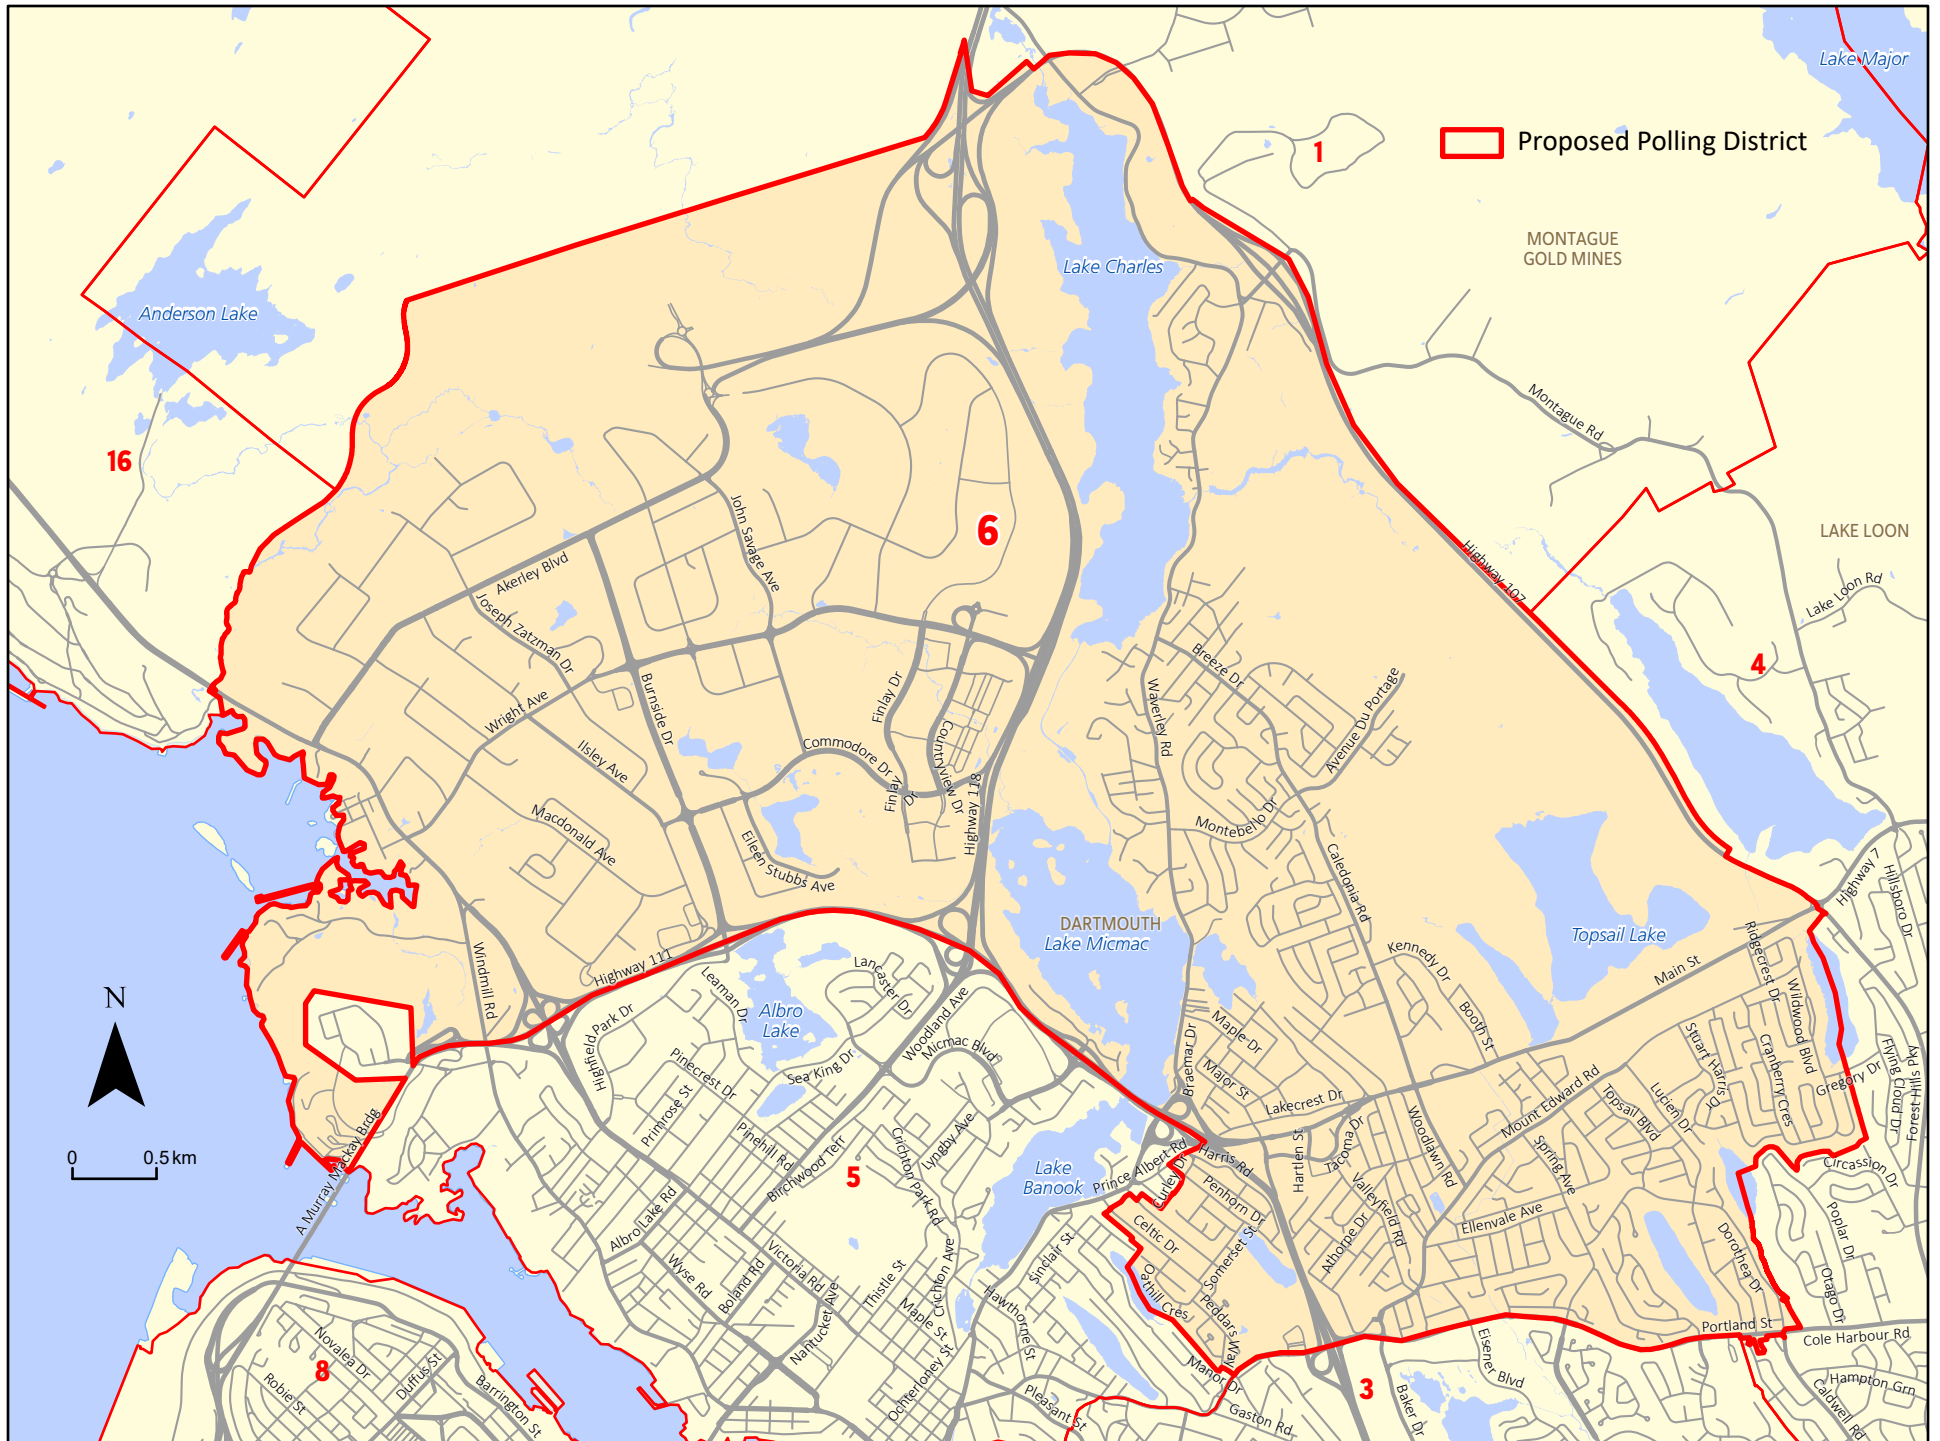 Lake Major
Proposed Polling District
1
MONTAGUE
GOLD MINES
Lake Charles
Anderson Lake
Montague Rd
16
John Savage Ave
6
LAKE LOON
Highway 107
Akerley Blvd
Lake Loon Rd
Joseph Zatzman Dr
4
Breeze Dr
Avenue Du Portage
Waverley Rd
Finlay Dr
Burnside Dr
Wright Ave
Countryview Dr
Commodore Dr
Ilsley Ave
Finlay
Dr
Highway 118
Montebello Dr
Macdonald Ave
Eileen Stubbs Ave
Caledonia Rd
Highway 7
Hillsboro Dr
DARTMOUTH
Lake Micmac
Topsail Lake
Ridgecrest Dr
Kennedy Dr
Main St
Highway 111
Windmill Rd
Leaman Dr
Lancaster Dr
Wildwood Blvd
N
Albro
Lake
Woodland Ave
Booth St
Highfield Park Dr
Maple Dr
Stuart Harris
Dr
Cranberry Cres
Micmac Blvd
Braemar Dr
Pinecrest Dr
Sea King Dr
Major St
Gregory Dr
Flying Cloud Dr
Forest Hills Pky
Lakecrest Dr
Mount Edward Rd
Topsail Blvd
Lucien Dr
Primrose St
Pinehill Rd
A Murray Mackay Brdg
Birchwood Terr
Crichton Park Rd
Lyngby Ave
Woodlawn Rd
Tacoma Dr
Hartlen St
Harris Rd
Spring Ave
0
0.5 km
5
Lake
Banook
Prince Albert Rd
Curley Dr
Penhorn Dr
Valleyfield Rd
Circassion Dr
Albro Lake Rd
Celtic Dr
Ellenvale Ave
Poplar Dr
Dorothea Dr
Athorpe Dr
Somerset St
Sinclair St
Victoria Rd
Wyse Rd
Boland Rd
Thistle St
Crichton Ave
Oathill Cres
Otago Dr
Hawthorne St
Maple St
Nantucket Ave
Peddars Way
Portland St
Cole Harbour Rd
Novalea Dr
Eisener Blvd
8
Duffus St
Robie St
Barrington St
Ochterloney St
Manor Dr
3
Pleasant St
Gaston Rd
Baker Dr
Hampton Grn
Caldwell Rd